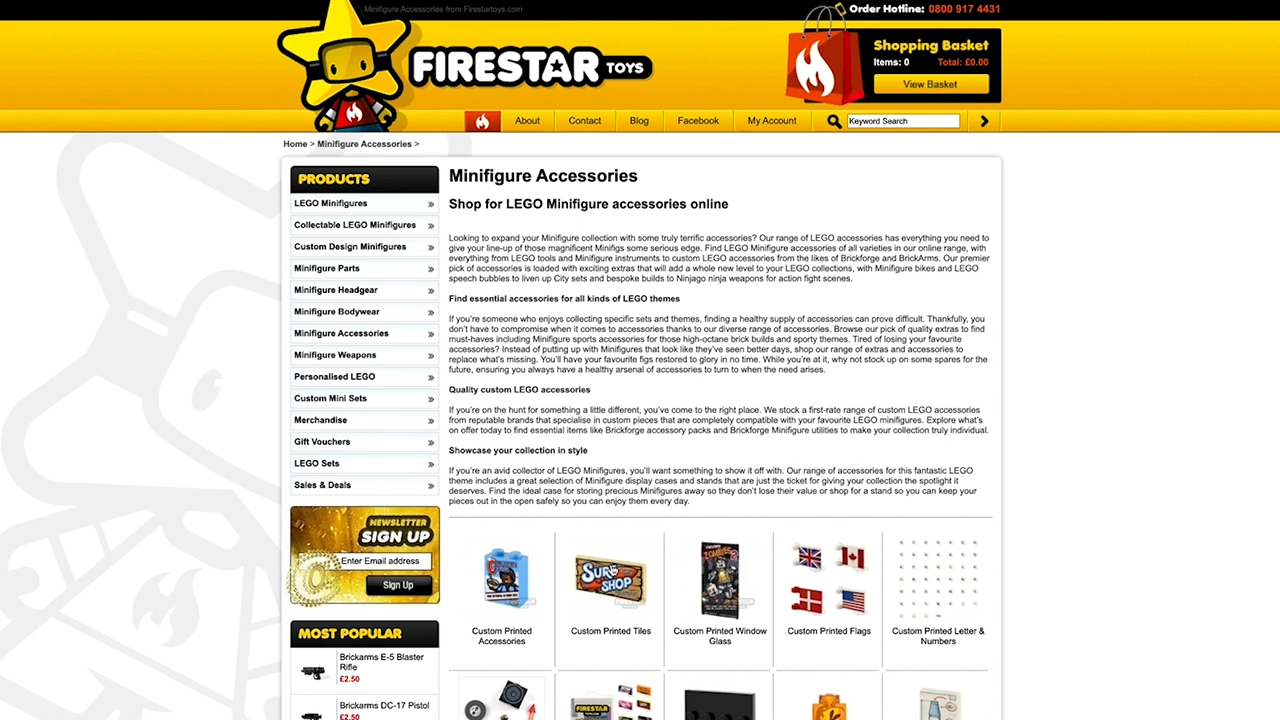 Minifigure Accessories from Firestartoys.com
Order Hotline: 0800 917 4431
FIRESTAR TOYS
Shopping Basket
Items: 0 Total: £0.00
View Basket
About Contact Blog Facebook My Account Keyword Search
Home > Minifigure Accessories >
PRODUCTS
LEGO Minifigures
Collectable LEGO Minifigures
Custom Design Minifigures
Minifigure Parts
Minifigure Headgear
Minifigure Bodywear
Minifigure Accessories
Minifigure Weapons
Personalised LEGO
Custom Mini Sets
Merchandise
Gift Vouchers
LEGO Sets
Sales & Deals
NEWSLETTER
SIGN UP
Enter Email address
Sign Up
MOST POPULAR
Brickarms E-5 Blaster
Rifle
£2.50
Brickarms DC-17 Pistol
£2.50
Minifigure Accessories
Shop for LEGO Minifigure accessories online
Looking to expand your Minifigure collection with some truly terrific accessories? Our range of LEGO accessories has everything you need to
give your line-up of those magnificent Minifigs some serious edge. Find LEGO Minifigure accessories of all varieties in our online range, with
everything from LEGO tools and Minifigure instruments to custom LEGO accessories from the likes of Brickforge and BrickArms. Our premier
pick of accessories is loaded with exciting extras that will add a whole new level to your LEGO collections, with Minifigure bikes and LEGO
speech bubbles to liven up City sets and bespoke builds to Ninjago ninja weapons for action fight scenes.
Find essential accessories for all kinds of LEGO themes
If you're someone who enjoys collecting specific sets and themes, finding a healthy supply of accessories can prove difficult. Thankfully, you
don't have to compromise when it comes to accessories thanks to our diverse range of accessories. Browse our pick of quality extras to find
must-haves including Minifigure sports accessories for those high-octane brick builds and sporty themes. Tired of losing your favourite
accessories? Instead of putting up with Minifigures that look like they've seen better days, shop our range of extras and accessories to
replace what's missing. You'll have your favourite figs restored to glory in no time. While you're at it, why not stock up on some spares for the
future, ensuring you always have a healthy arsenal of accessories to turn to when the need arises.
Quality custom LEGO accessories
If you're on the hunt for something a little different, you've come to the right place. We stock a first-rate range of custom LEGO accessories
from reputable brands that specialise in custom pieces that are completely compatible with your favourite LEGO minifigures. Explore what's
on offer today to find essential items like Brickforge accessory packs and Brickforge Minifigure utilities to make your collection truly individual.
Showcase your collection in style
If you're an avid collector of LEGO Minifigures, you'll want something to show it off with. Our range of accessories for this fantastic LEGO
theme includes a great selection of Minifigure display cases and stands that are just the ticket for giving your collection the spotlight it
deserves. Find the ideal case for storing precious Minifigures away so they don't lose their value or shop for a stand so you can keep your
pieces out in the open safely so you can enjoy them every day.
SURF
SHOP
ZOMBIES
Custom Printed
Accessories
Custom Printed Tiles
Custom Printed Window
Glass
Custom Printed Flags
Custom Printed Letter &
Numbers
FIRESTAR